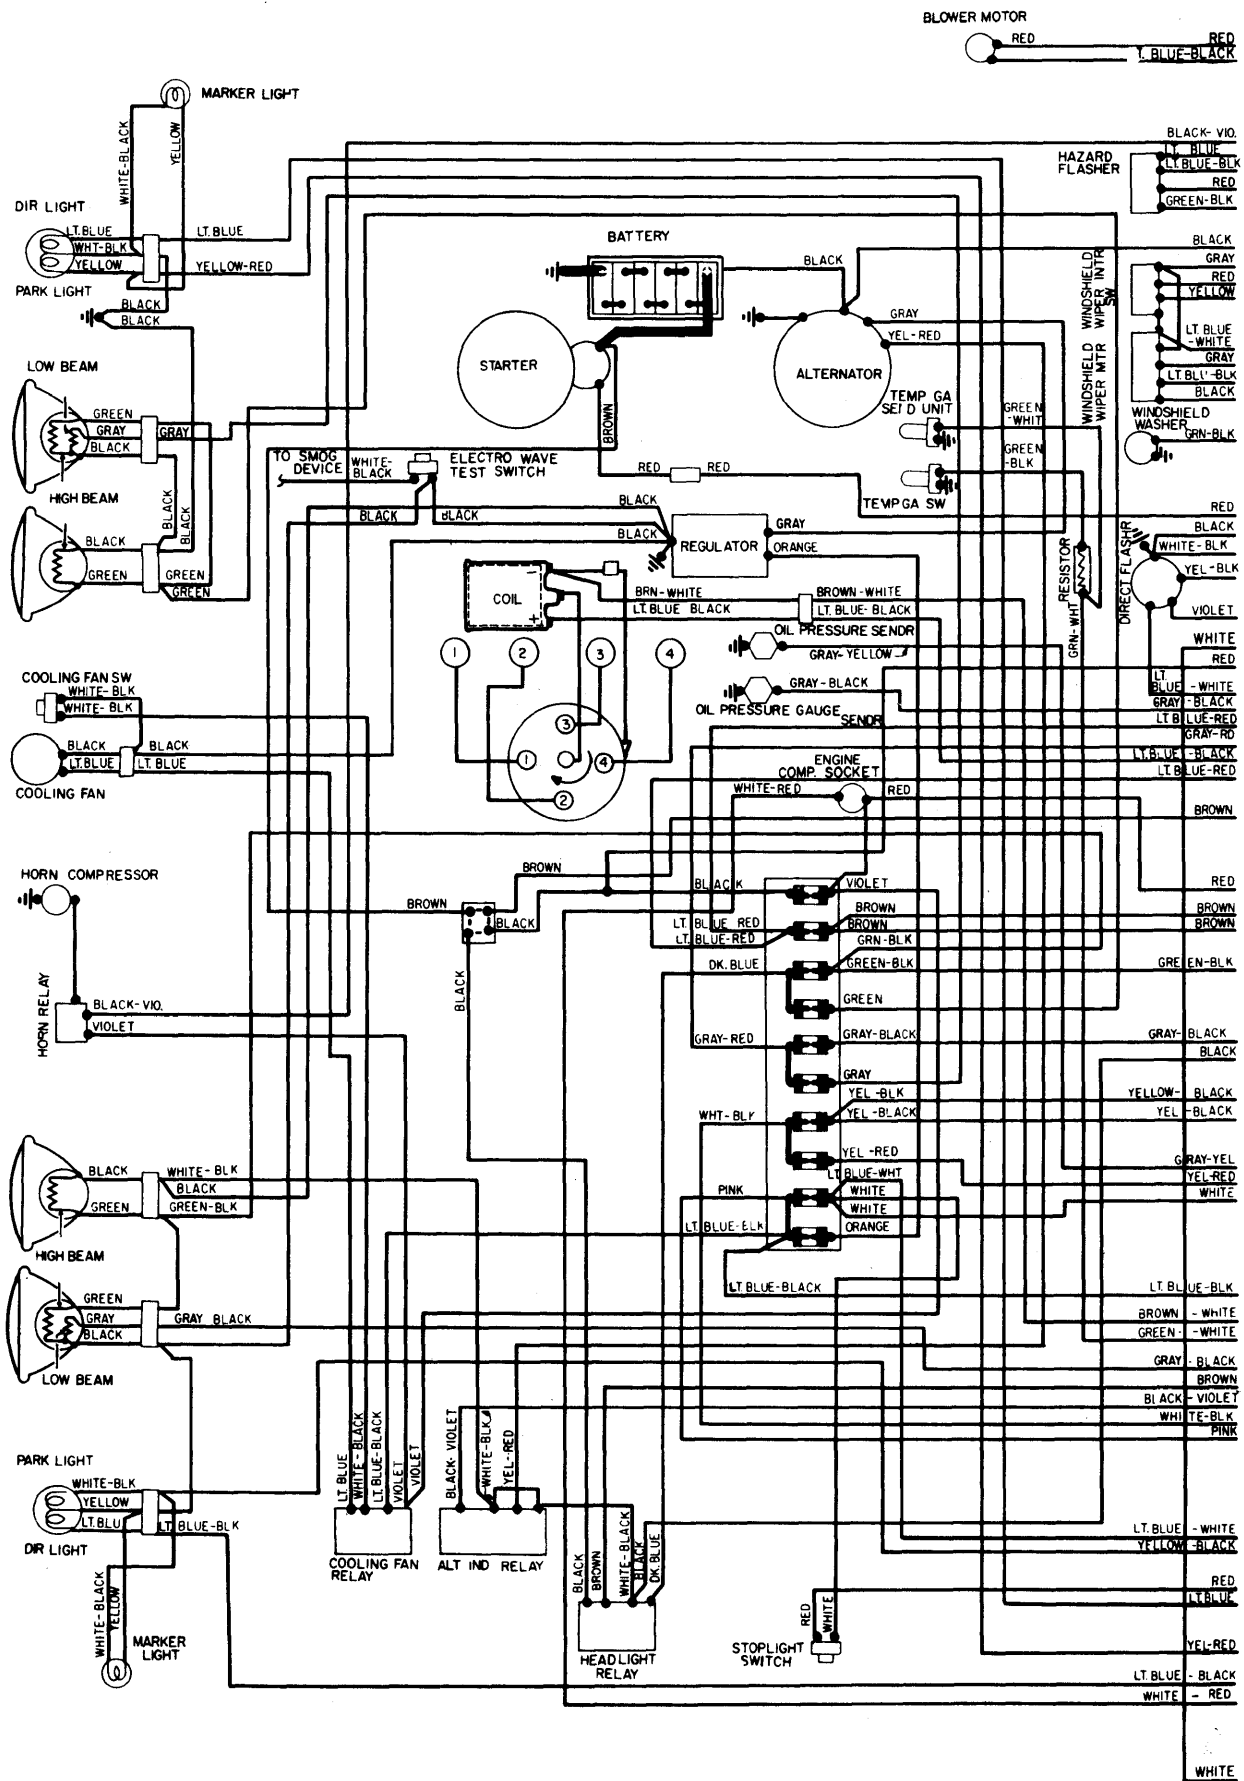 BLOWER MOTOR
RED
RED
T. BLUE-BLACK
MARKER LIGHT
WHITE-BLACK
YELLOW
BLACK- VIO.
LT. BLUE
LT. BLUE-BLK
RED
GREEN-BLK
HAZARD
FLASHER
DIR LIGHT
LT. BLUE
WHT-BLK
YELLOW
LT. BLUE
YELLOW-RED
PARK LIGHT
BLACK
BLACK
BATTERY
BLACK
BLACK
GRAY
RED
YELLOW
WINDSHIELD
WIPER INTR
SW
GRAY
YEL-RED
STARTER
ALTERNATOR
WINDSHIELD
WIPER MTR
LT. BLUE
-WHITE
GRAY
LT. BLU-BLK
BLACK
LOW BEAM
GREEN
GRAY
BLACK
GRAY
BROWN
TEMP GA
SEND UNIT
GREEN
-WHIT
WINDSHIELD
WASHER
GRN-BLK
TO SMOG
DEVICE
WHITE-
BLACK
ELECTRO WAVE
TEST SWITCH
RED
RED
GREEN
-BLK
TEMP GA SW
HIGH BEAM
BLACK
BLACK
BLACK
BLACK
BLACK
BLACK
RED
BLACK
BLACK
GREEN
GREEN
GREEN
REGULATOR
GRAY
ORANGE
RESISTOR
DIRECT FLASHR
BLACK
WHITE-BLK
YEL-BLK
VIOLET
COIL
BRN-WHITE
LT. BLUE BLACK
BROWN-WHITE
LT. BLUE- BLACK
OIL PRESSURE SENDR
GRAY-YELLOW
GRN-WHT
WHITE
RED
1
2
3
4
COOLING FAN SW
WHITE- BLK
WHITE- BLK
GRAY-BLACK
OIL PRESSURE GAUGE
SENDR
LT.
BLUE -WHITE
GRAY-BLACK
LT BLUE-RED
GRAY-RD
LT. BLUE -BLACK
LT BLUE-RED
BLACK
LT. BLUE
BLACK
LT. BLUE
COOLING FAN
3
1
4
2
ENGINE
COMP. SOCKET
WHITE-RED
RED
BROWN
HORN COMPRESSOR
BROWN
BROWN
BLACK
BLACK
VIOLET
RED
BROWN
BROWN
BROWN
BROWN
LT. BLUE RED
LT. BLUE-RED
GRN-BLK
DK. BLUE
GREEN-BLK
GREEN-BLK
BLACK
GREEN
HORN RELAY
BLACK-VIO.
VIOLET
GRAY-RED
GRAY-BLACK
GRAY- BLACK
BLACK
GRAY
YEL -BLK
YELLOW- BLACK
WHT-BLK
YEL -BLACK
YEL -BLACK
YEL -RED
LT. BLUE-WHT
GRAY-YEL
YEL-RED
BLACK
WHITE- BLK
BLACK
GREEN
GREEN-BLK
PINK
WHITE
WHITE
WHITE
LT BLUE-BLK
ORANGE
HIGH BEAM
LT BLUE-BLACK
LT BLUE-BLK
GREEN
GRAY
BLACK
GRAY BLACK
BROWN - WHITE
GREEN - WHITE
LOW BEAM
GRAY - BLACK
BROWN
BLACK - VIOLET
WHITE-BLK
PINK
PARK LIGHT
WHITE-BLK
YELLOW
LT. BLU
LT. BLUE-BLK
DIR LIGHT
LT BLUE
WHITE-BLACK
LT. BLUE-BLACK
VIOLET
VIOLET
BLACK- VIOLET
WHITE-BLK
YEL-RED
COOLING FAN
RELAY
ALT IND RELAY
BLACK
BROWN
WHITE-BLACK
BLACK
DK. BLUE
LT. BLUE - WHITE
YELLOW-BLACK
RED
LT. BLUE
WHITE- BLACK
YELLOW
MARKER
LIGHT
HEADLIGHT
RELAY
RED
WHITE
STOPLIGHT
SWITCH
YEL-RED
LT. BLUE - BLACK
WHITE - RED
WHITE